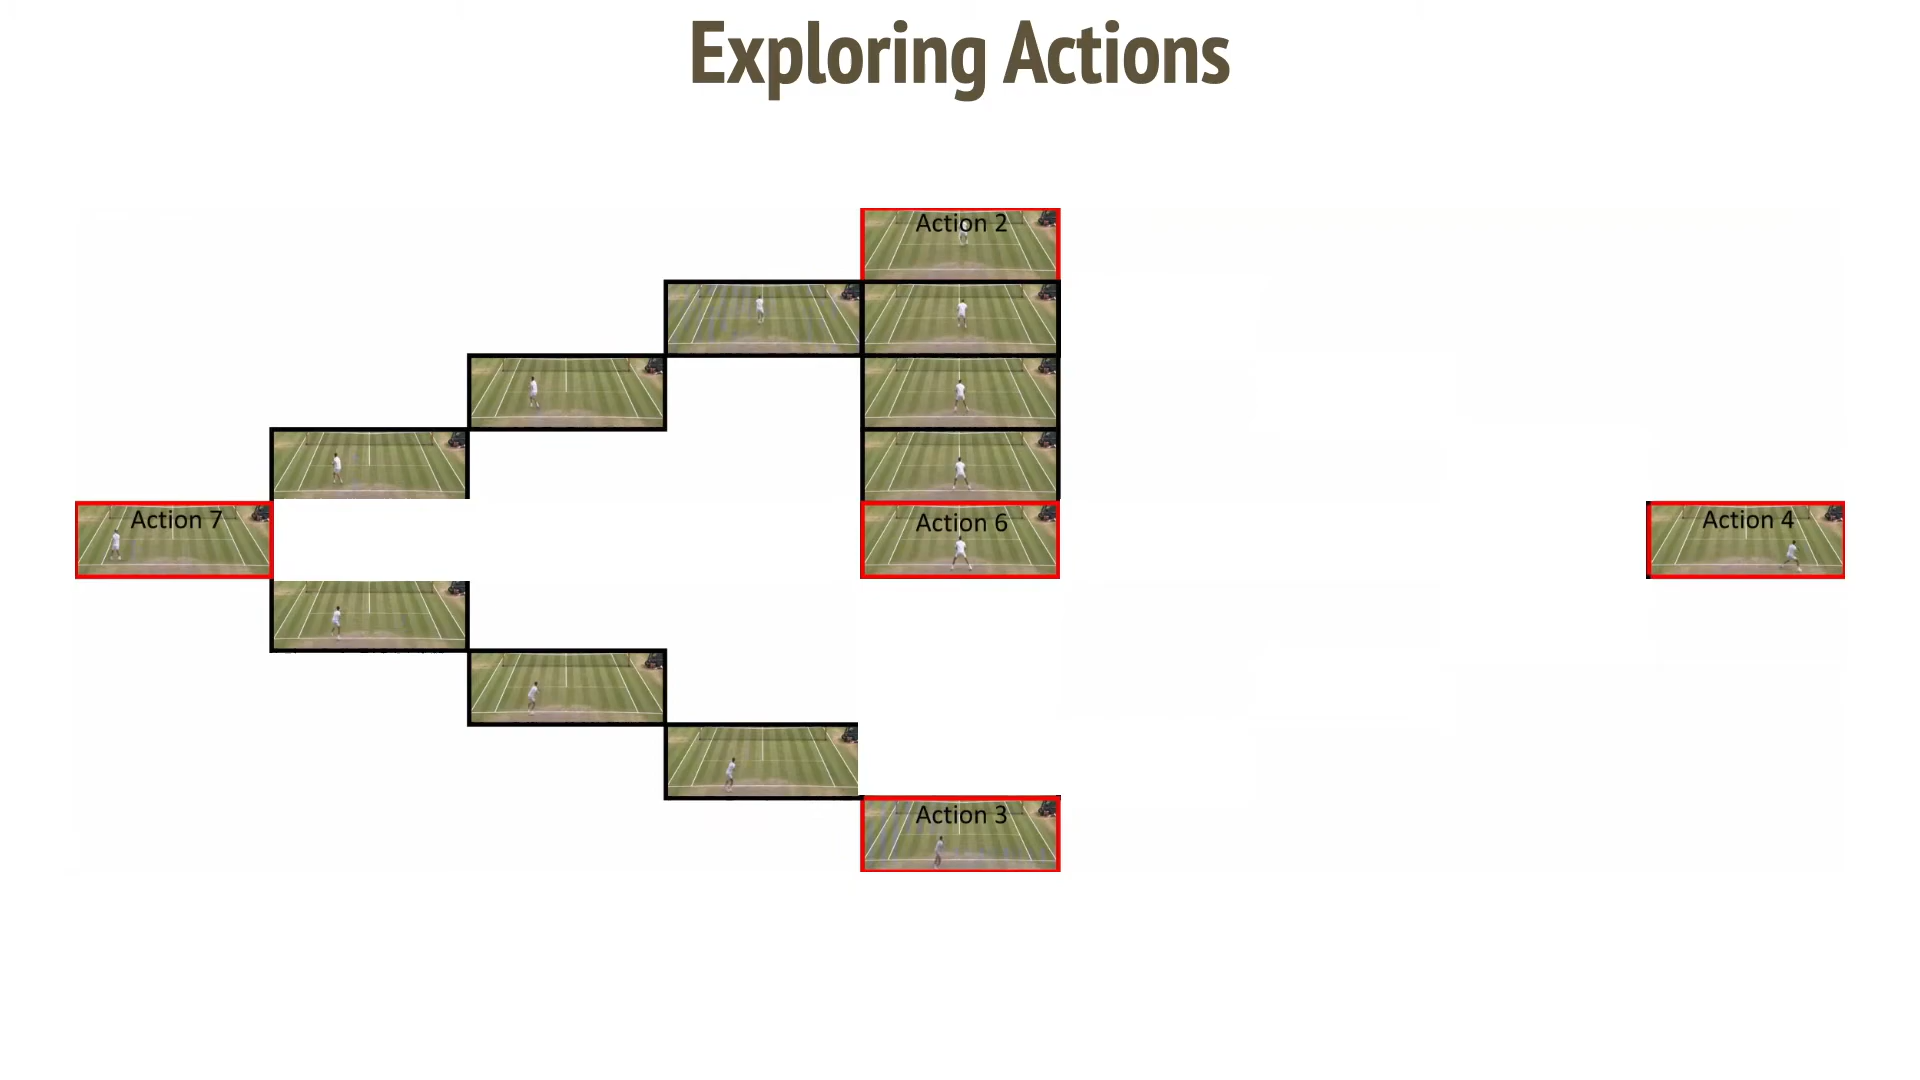 Exploring Actions
Action 2
Action 7
Action 6
Action 4
Action 3